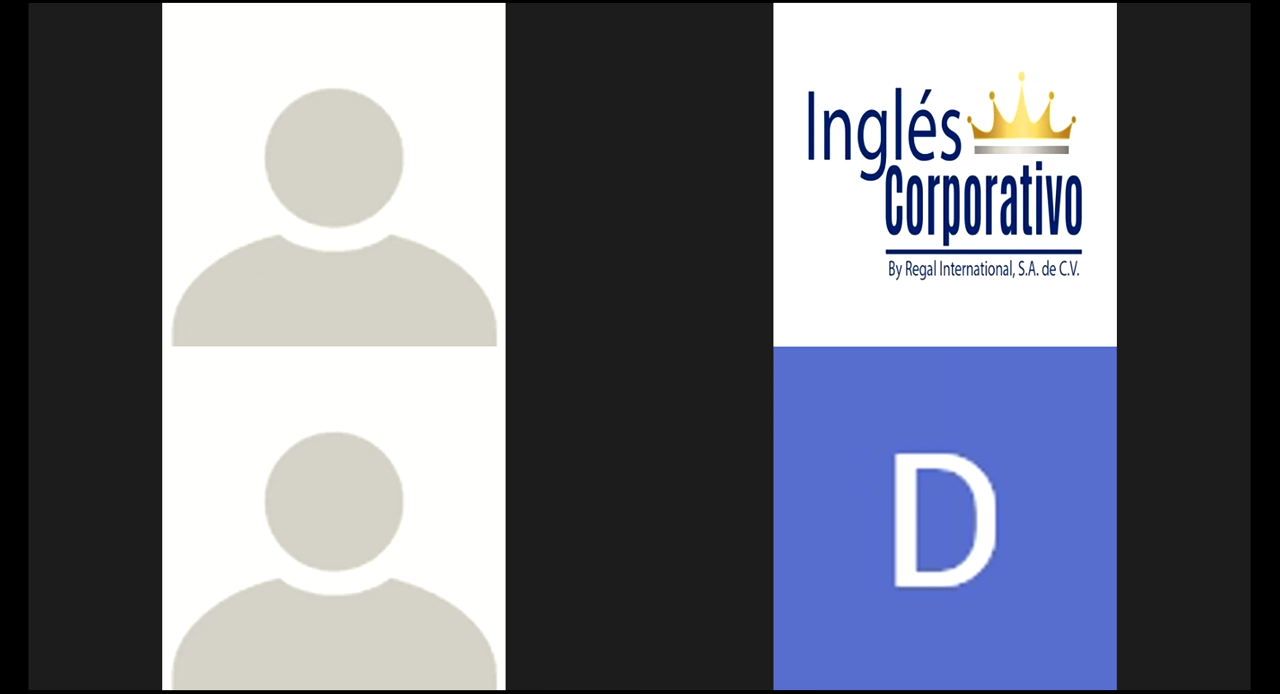 Inglés
Corporativo
By Regal International, S.A. de C.V.
D